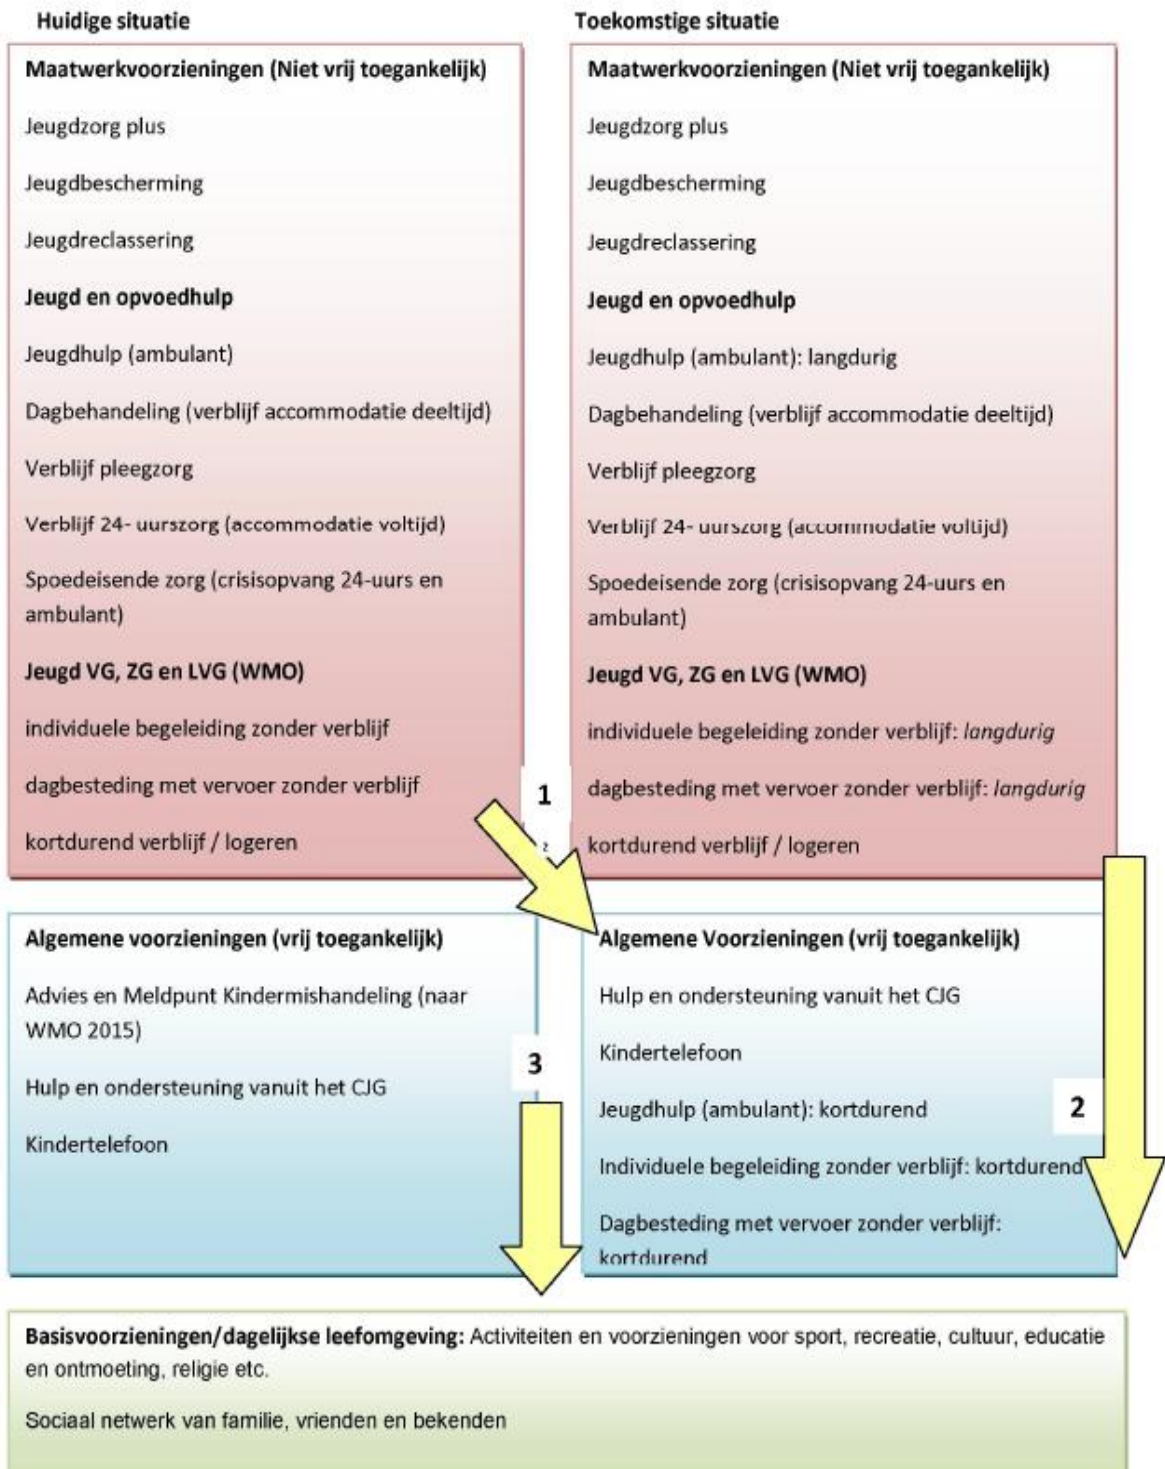 Huidige situatie
Maatwerkvoorzieningen (Niet vrij toegankelijk)
Jeugdzorg plus
Jeugdbescherming
Jeugdreclassering
Jeugd en opvoedhulp
Jeugdhulp (ambulant)
Dagbehandeling (verblijf accommodatie deeltijd)
Verblijf pleegzorg
Verblijf 24- uurszorg (accommodatie voltijd)
Spoedeisende zorg (crisisopvang 24-uurs en
ambulant)
Jeugd VG, ZG en LVG (WMO)
individuele begeleiding zonder verblijf
dagbesteding met vervoer zonder verblijf
kortdurend verblijf / logeren
Toekomstige situatie
Maatwerkvoorzieningen (Niet vrij toegankelijk)
Jeugdzorg plus
Jeugdbescherming
Jeugdreclassering
Jeugd en opvoedhulp
Jeugdhulp (ambulant): langdurig
Dagbehandeling (verblijf accommodatie deeltijd)
Verblijf pleegzorg
Verblijf 24- uurszorg (accommodatie voltijd)
Spoedeisende zorg (crisisopvang 24-uurs en
ambulant)
Jeugd VG, ZG en LVG (WMO)
individuele begeleiding zonder verblijf: langdurig
dagbesteding met vervoer zonder verblijf: langdurig
kortdurend verblijf / logeren
1
Algemene voorzieningen (vrij toegankelijk)
Advies en Meldpunt Kindermishandeling (naar
WMO 2015)
Hulp en ondersteuning vanuit het CJG
Kindertelefoon
3
Algemene Voorzieningen (vrij toegankelijk)
Hulp en ondersteuning vanuit het CJG
Kindertelefoon
Jeugdhulp (ambulant): kortdurend
Individuele begeleiding zonder verblijf: kortdurend
Dagbesteding met vervoer zonder verblijf:
kortdurend
2
Basisvoorzieningen/dagelijkse leefomgeving: Activiteiten en voorzieningen voor sport, recreatie, cultuur, educatie
en ontmoeting, religie etc.
Sociaal netwerk van familie, vrienden en bekenden